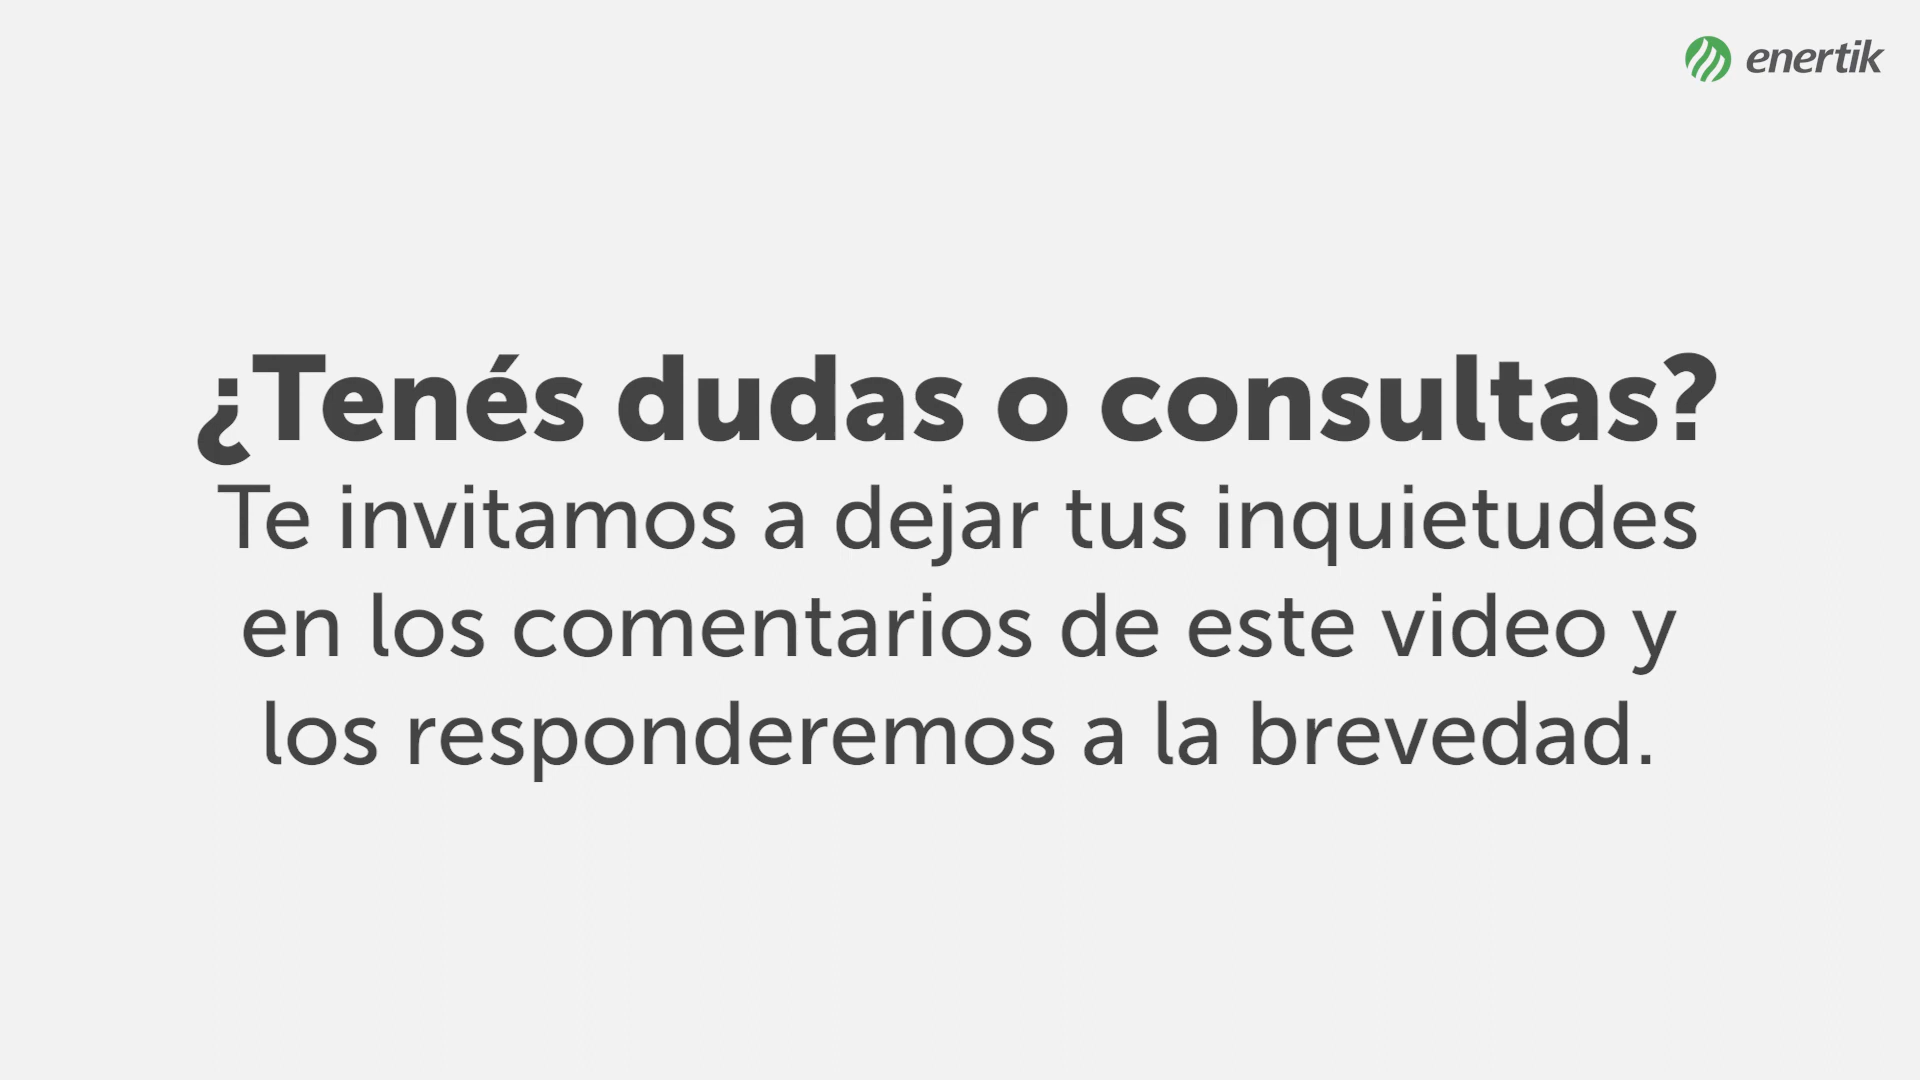 enertik
¿Tenés dudas o consultas?
Te invitamos a dejar tus inquietudes
en los comentarios de este video y
los responderemos a la brevedad.